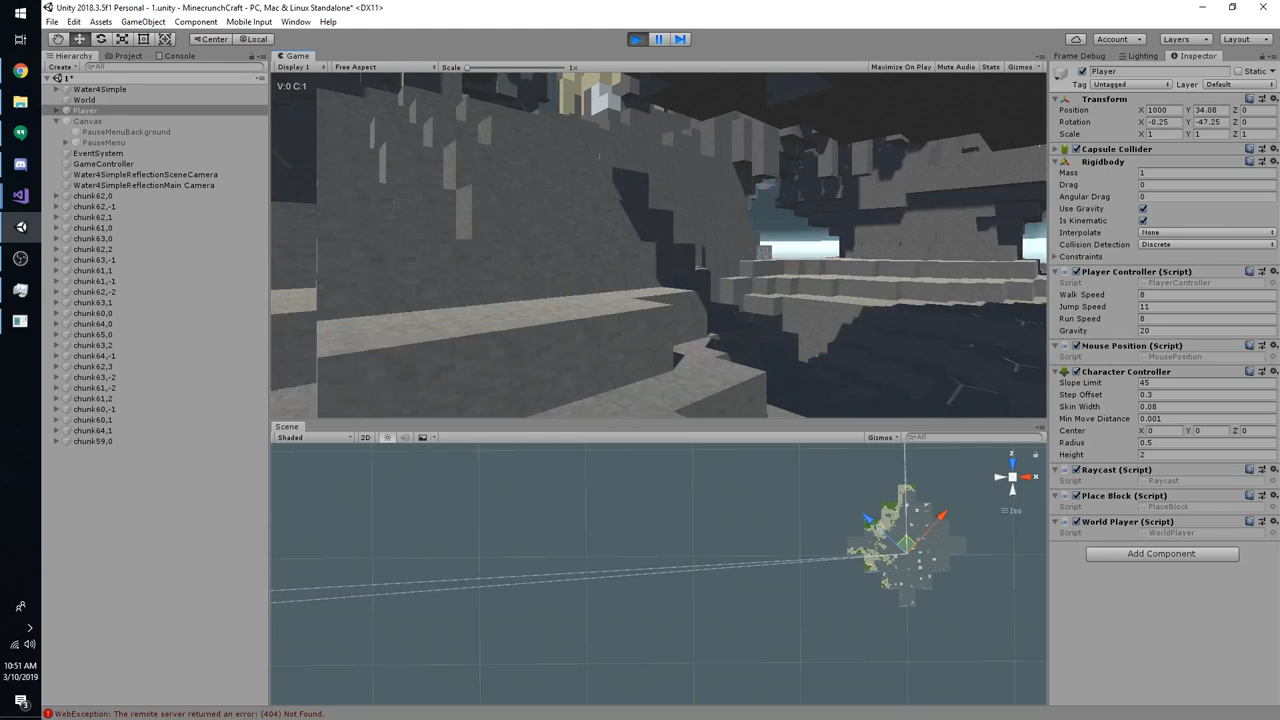 Unity 2018.3.5f1 Personal - 1.unity - MinecrunchCraft - PC, Mac & Linux Standalone* <DX11>
File Edit Assets GameObject Component Mobile Input Window Help
Center Local Account Layers Layout
Hierarchy Project Console
Create All
1*
Water4Simple
World
Player
Canvas
PauseMenuBackground
PauseMenu
EventSystem
GameController
Water4SimpleReflectionSceneCamera
Water4SimpleReflectionMain Camera
chunk62,0
chunk62,-1
chunk62,1
chunk61,0
chunk63,0
chunk62,2
chunk63,-1
chunk61,1
chunk61,-1
chunk62,-2
chunk63,1
chunk60,0
chunk64,0
chunk65,0
chunk63,2
chunk64,-1
chunk62,3
chunk63,-2
chunk61,-2
chunk61,2
chunk60,-1
chunk60,1
chunk64,1
chunk59,0
Game
Display 1 Free Aspect Scale 1x Maximize On Play Mute Audio Stats Gizmos
V:0 C:1
Scene
Shaded 2D Gizmos All
z
x
Iso
Frame Debug Lighting Inspector
Player Static
Tag Untagged Layer Default
Transform
Position X 1000 Y 34.08 Z 0
Rotation X -0.25 Y -47.25 Z 0
Scale X 1 Y 1 Z 1
Capsule Collider
Rigidbody
Mass 1
Drag 0
Angular Drag 0
Use Gravity
Is Kinematic
Interpolate None
Collision Detection Discrete
Constraints
Player Controller (Script)
Script PlayerController
Walk Speed 8
Jump Speed 11
Run Speed 8
Gravity 20
Mouse Position (Script)
Script MousePosition
Character Controller
Slope Limit 45
Step Offset 0.3
Skin Width 0.08
Min Move Distance 0.001
Center X 0 Y 0 Z 0
Radius 0.5
Height 2
Raycast (Script)
Script Raycast
Place Block (Script)
Script PlaceBlock
World Player (Script)
Script WorldPlayer
Add Component
10:51 AM
3/10/2019
3
WebException: The remote server returned an error: (404) Not Found.